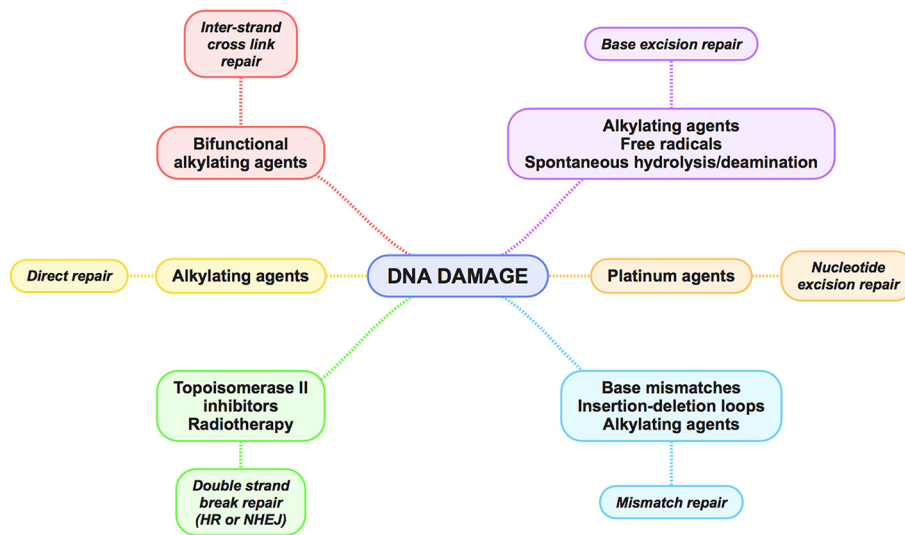 Inter-strand
cross link
repair
Base excision repair
Bifunctional
alkylating agents
Alkylating agents
Free radicals
Spontaneous hydrolysis/deamination
Direct repair
Alkylating agents
DNA DAMAGE
Platinum agents
Nucleotide
excision repair
Topoisomerase II
inhibitors
Radiotherapy
Base mismatches
Insertion-deletion loops
Alkylating agents
Double strand
break repair
(HR or NHEJ)
Mismatch repair